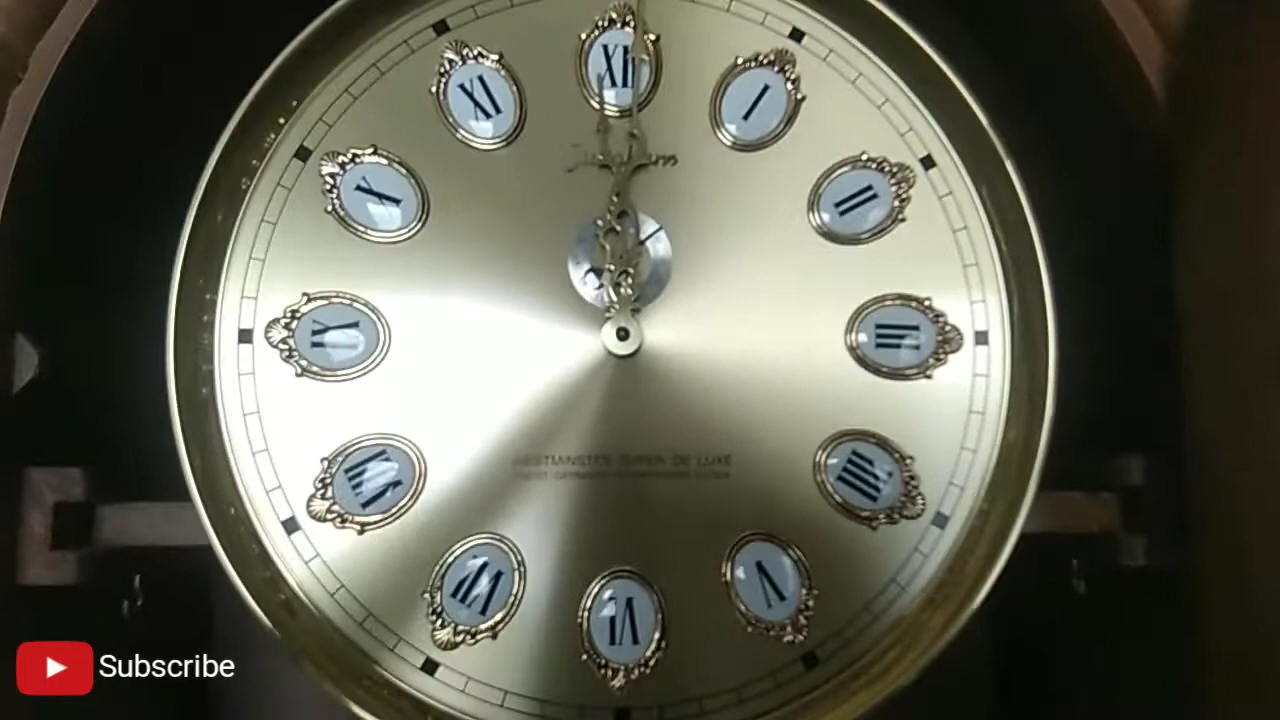 XII
XI
I
X
II
IX
III
VIII
IIII
VII
V
VI
WESTMINSTER SUPER DE LUXE
Subscribe